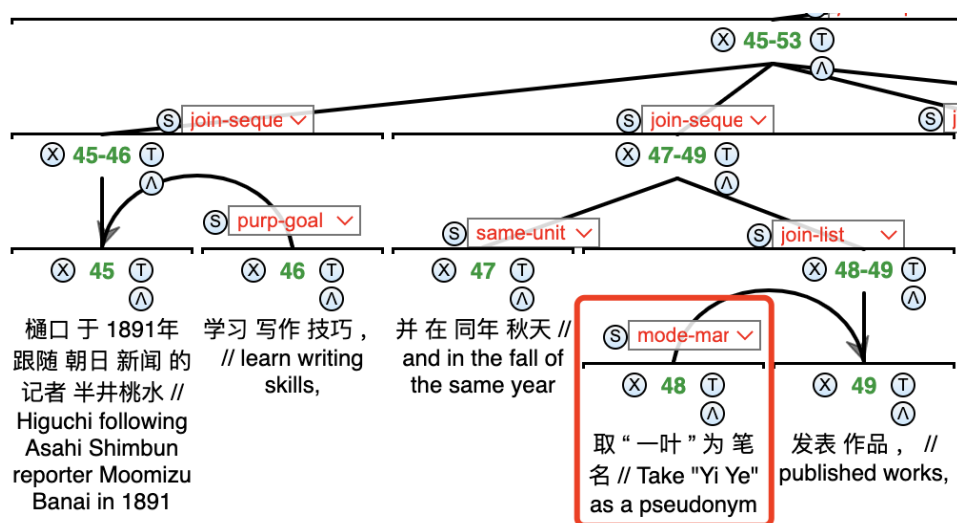 X 45-53 T
Λ
S join-seque
S join-seque
S
X 45-46 T
Λ
X 47-49 T
Λ
S purp-goal
S same-unit
S join-list
X 45 T
Λ
X 46 T
Λ
X 47 T
Λ
X 48-49 T
Λ
樋口 于 1891年
跟随 朝日 新闻 的
记者 半井桃水 //
Higuchi following
Asahi Shimbun
reporter Moomizu
Banai in 1891
学习 写作 技巧 ，
// learn writing
skills,
并 在 同年 秋天 //
and in the fall of
the same year
S mode-mar
X 48 T
Λ
取 “ 一叶 ” 为 笔
名 // Take "Yi Ye"
as a pseudonym
X 49 T
Λ
发表 作品 ， //
published works,